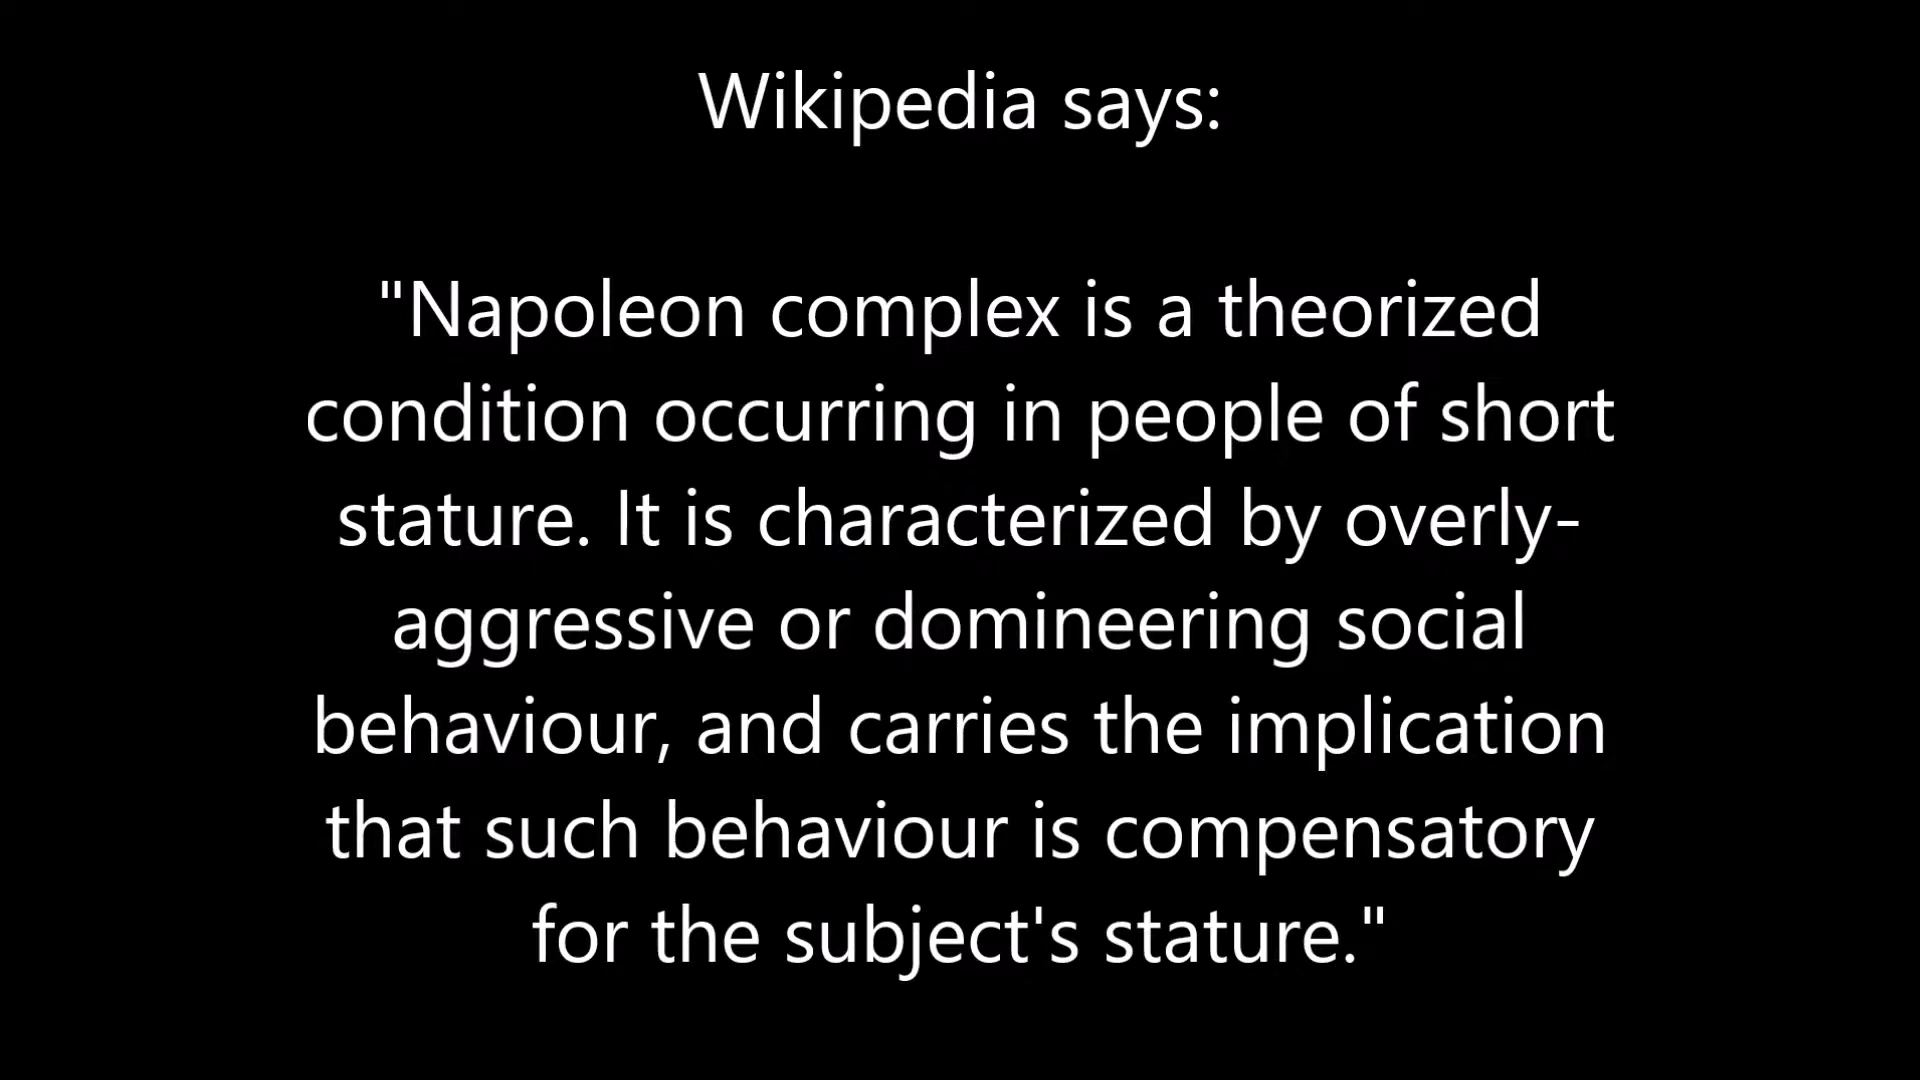 Wikipedia says:
"Napoleon complex is a theorized
condition occurring in people of short
stature. It is characterized by overly-
aggressive or domineering social
behaviour, and carries the implication
that such behaviour is compensatory
for the subject's stature."